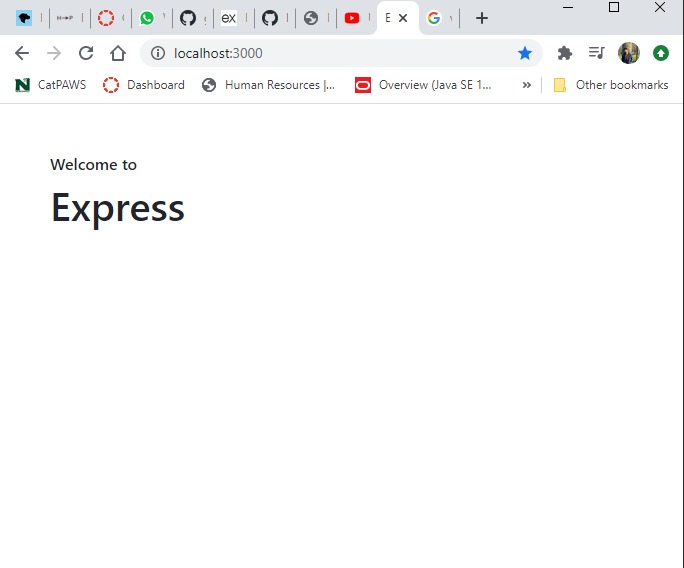 ex
E
localhost:3000
CatPAWS
Dashboard
Human Resources |...
Overview (Java SE 1...
»
Other bookmarks
Welcome to
Express